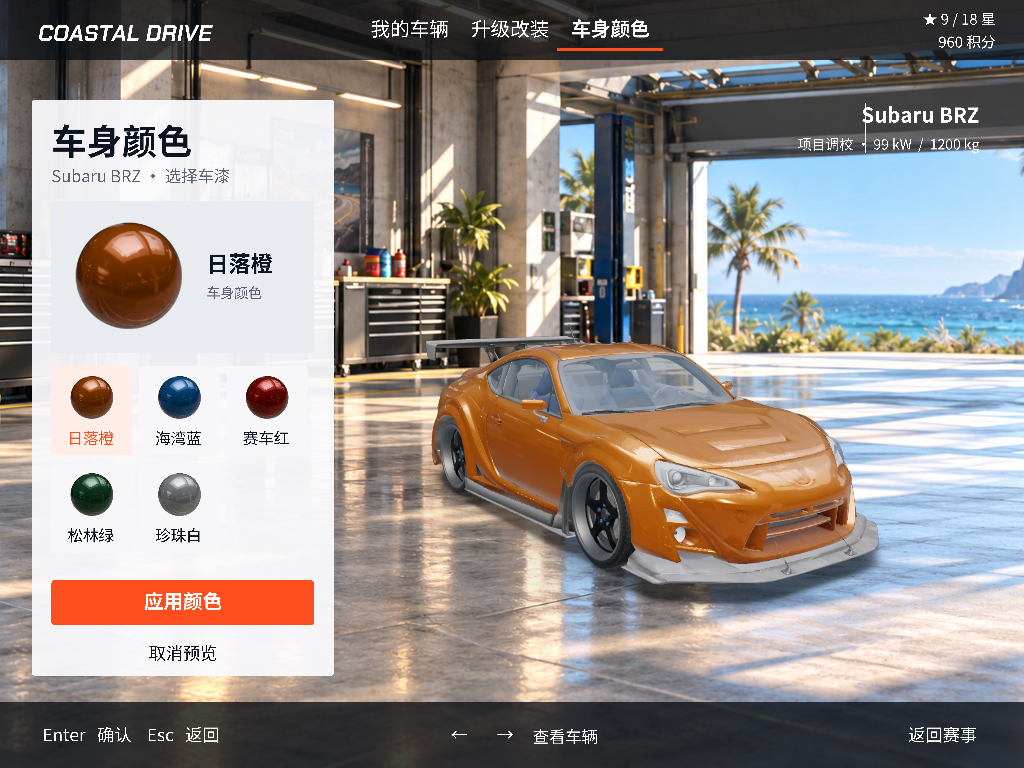 COASTAL DRIVE
我的车辆 升级改装 车身颜色
★ 9 / 18 星
960 积分
Subaru BRZ
项目调校 • 99 kW / 1200 kg
车身颜色
Subaru BRZ • 选择车漆
日落橙
车身颜色
日落橙 海湾蓝 赛车红
松林绿 珍珠白
应用颜色
取消预览
Enter 确认 Esc 返回
← → 查看车辆
返回赛事